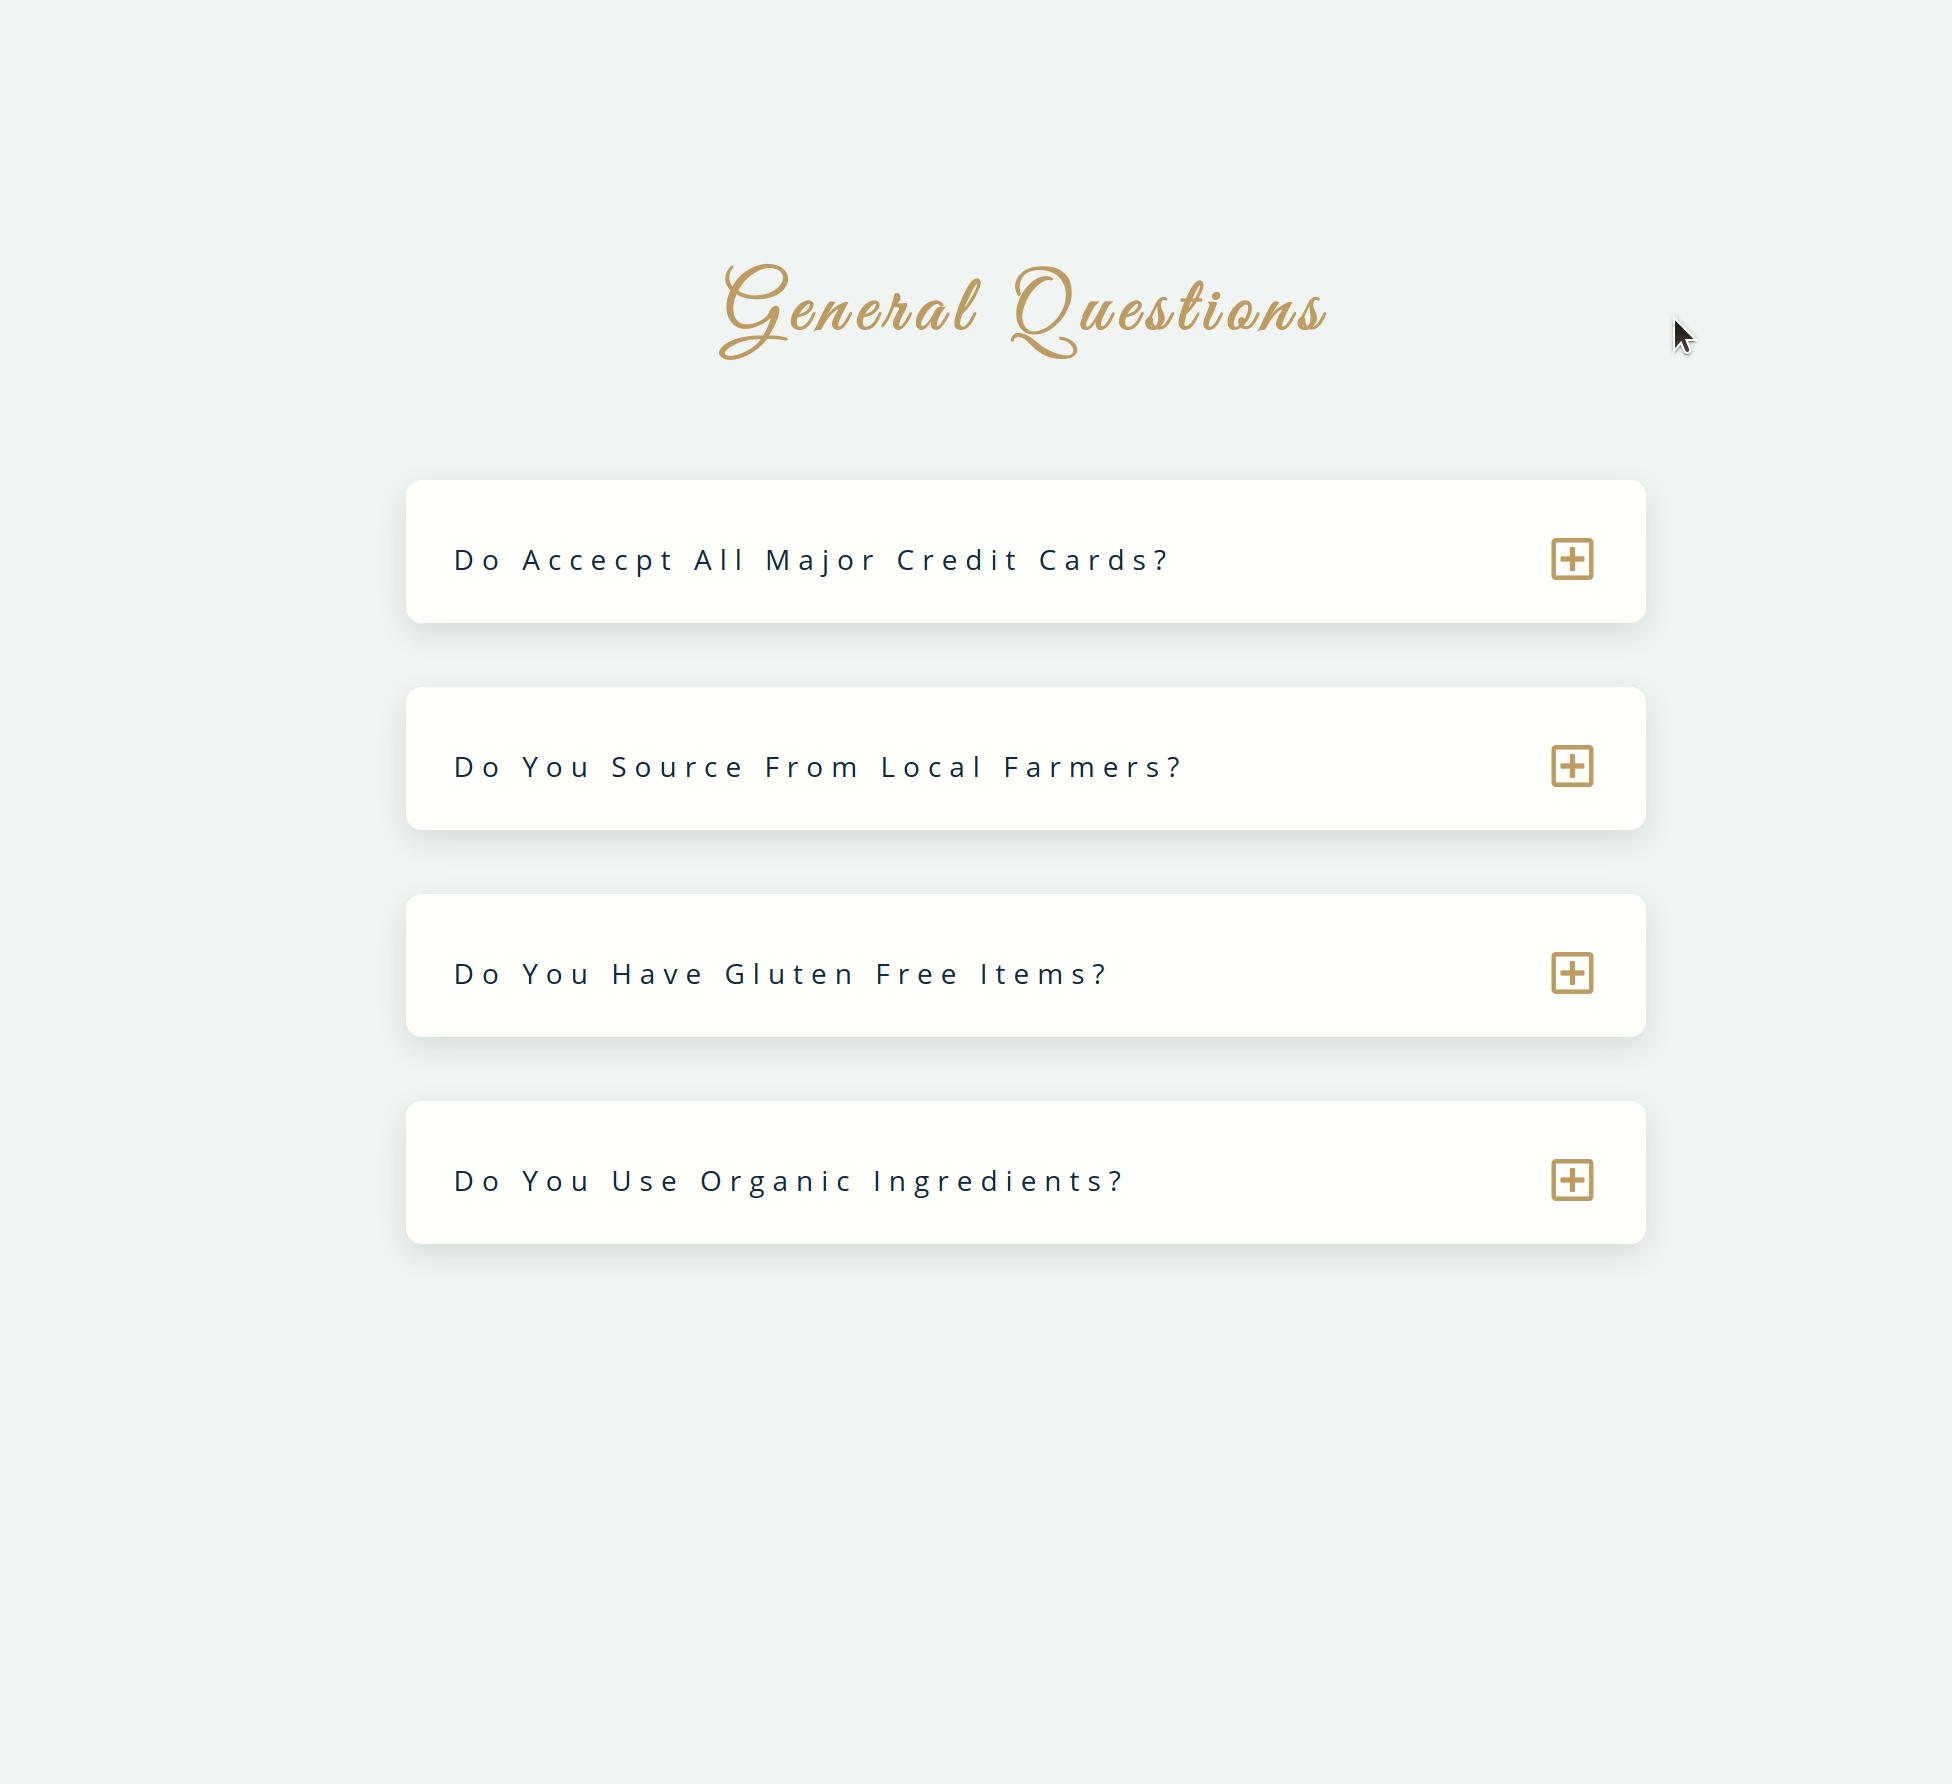 General Questions
Do Accecpt All Major Credit Cards?
Do You Source From Local Farmers?
Do You Have Gluten Free Items?
Do You Use Organic Ingredients?